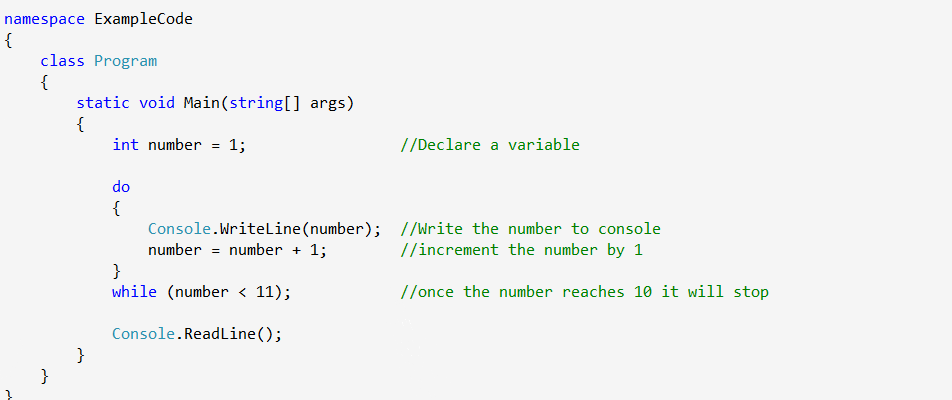 namespace ExampleCode
{
    class Program
    {
        static void Main(string[] args)
        {
            int number = 1;                 //Declare a variable

            do
            {
                Console.WriteLine(number);  //Write the number to console
                number = number + 1;        //increment the number by 1
            }
            while (number < 11);            //once the number reaches 10 it will stop

            Console.ReadLine();
        }
    }
}